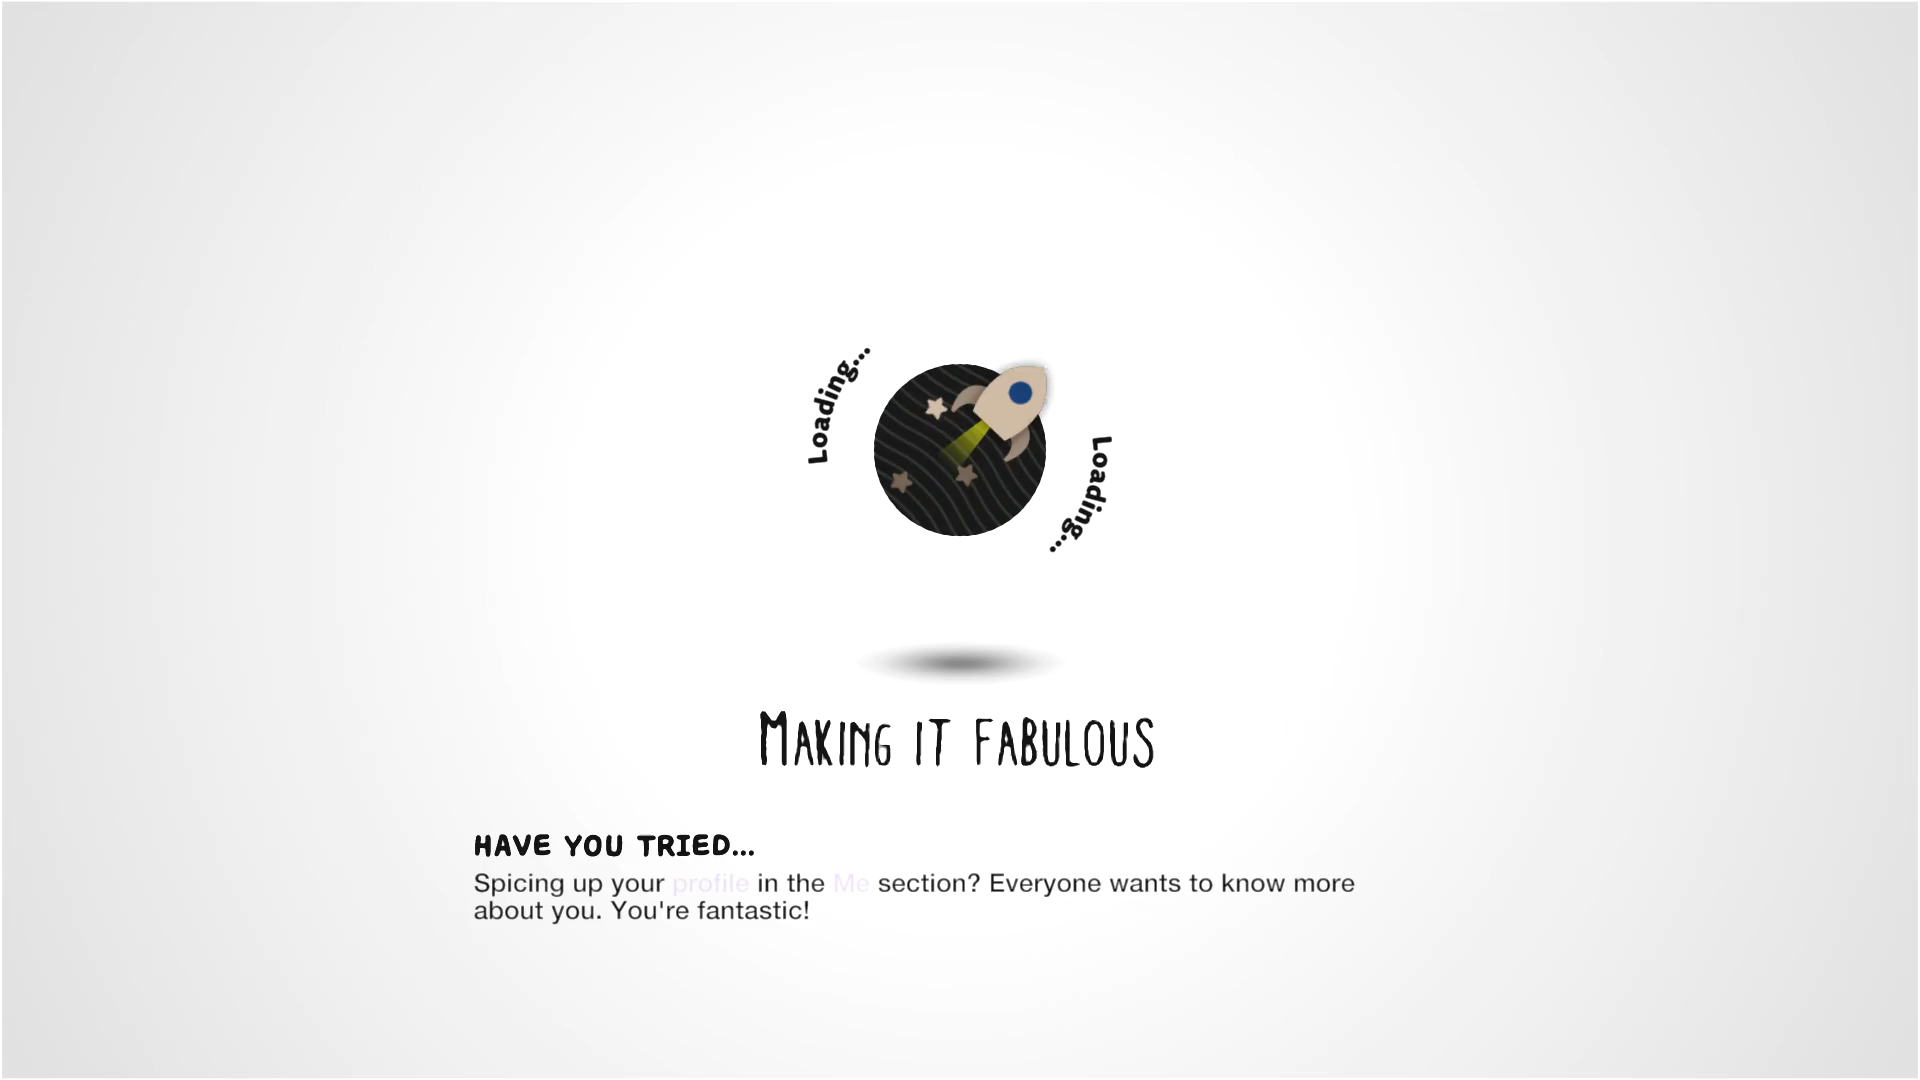 Loading...
Loading...
Making it fabulous
HAVE YOU TRIED...
Spicing up your profile in the Me section? Everyone wants to know more
about you. You're fantastic!